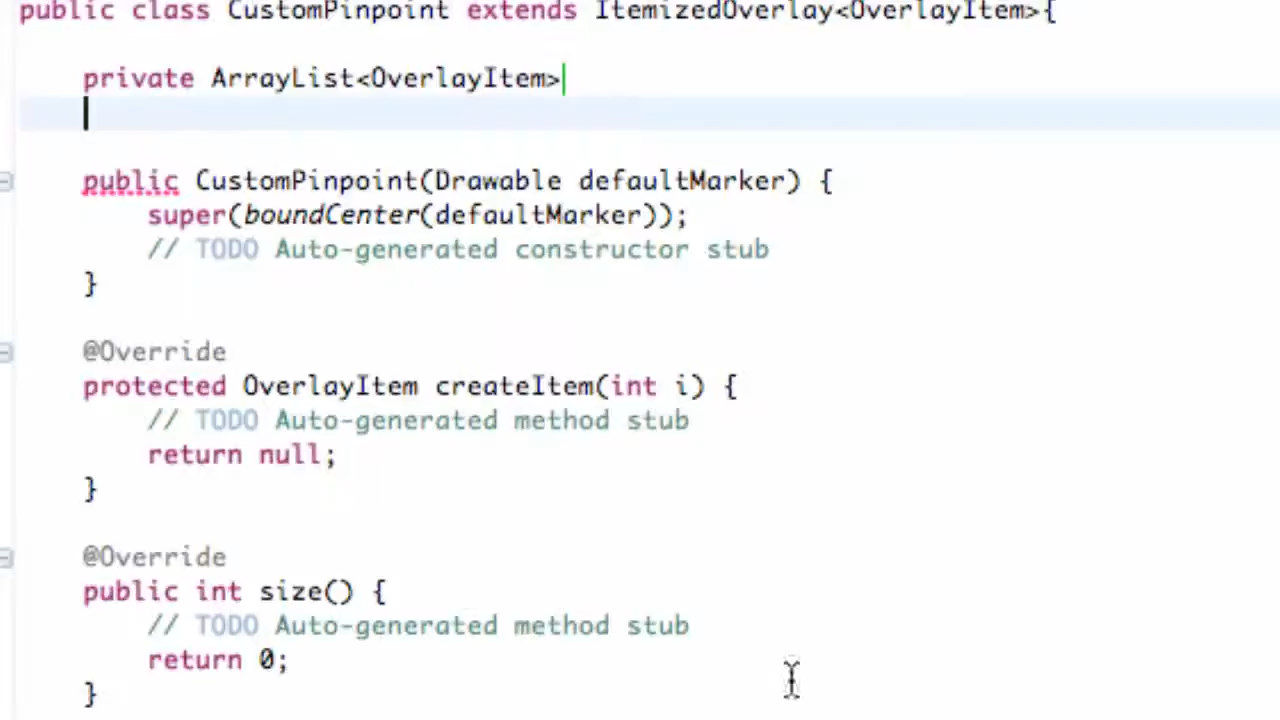 public class CustomPinpoint extends ItemizedOverlay<OverlayItem>{
private ArrayList<OverlayItem>
public CustomPinpoint(Drawable defaultMarker) {
super(boundCenter(defaultMarker));
// TODO Auto-generated constructor stub
}
@Override
protected OverlayItem createItem(int i) {
// TODO Auto-generated method stub
return null;
}
@Override
public int size() {
// TODO Auto-generated method stub
return 0;
}